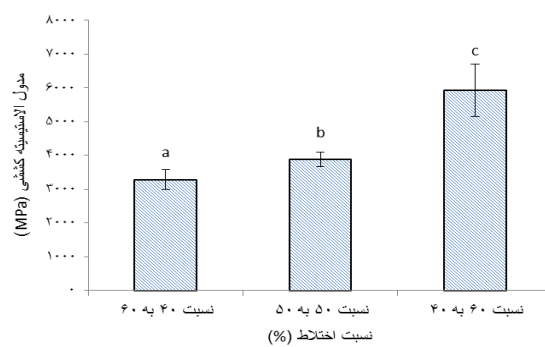 ۸۰۰۰
۷۰۰۰
۶۰۰۰
۵۰۰۰
۴۰۰۰
۳۰۰۰
۲۰۰۰
۱۰۰۰
۰
مدول الاستیسیته کششی (MPa)
a
b
c
نسبت ۴۰ به ۶۰
نسبت ۵۰ به ۵۰
نسبت ۶۰ به ۴۰
نسبت اختلاط (%)